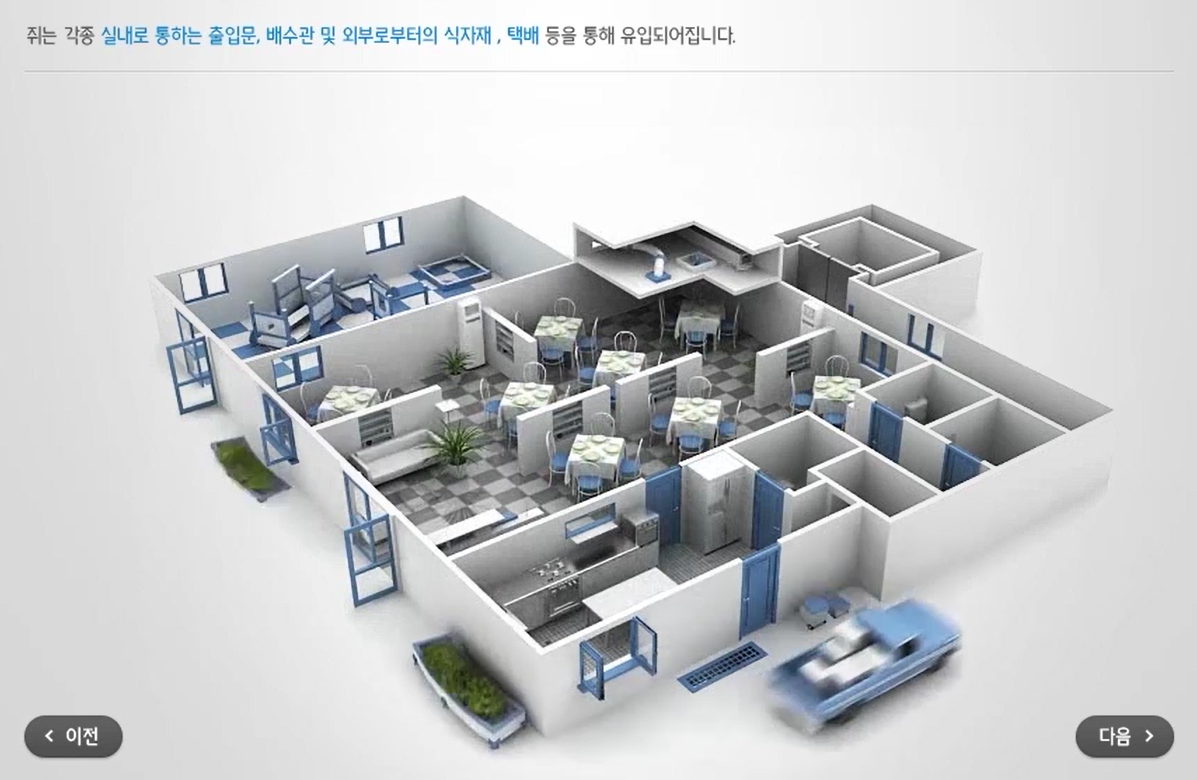 쥐는 각종 실내로 통하는 출입문, 배수관 및 외부로부터의 식자재 , 택배 등을 통해 유입되어집니다.
이전
다음